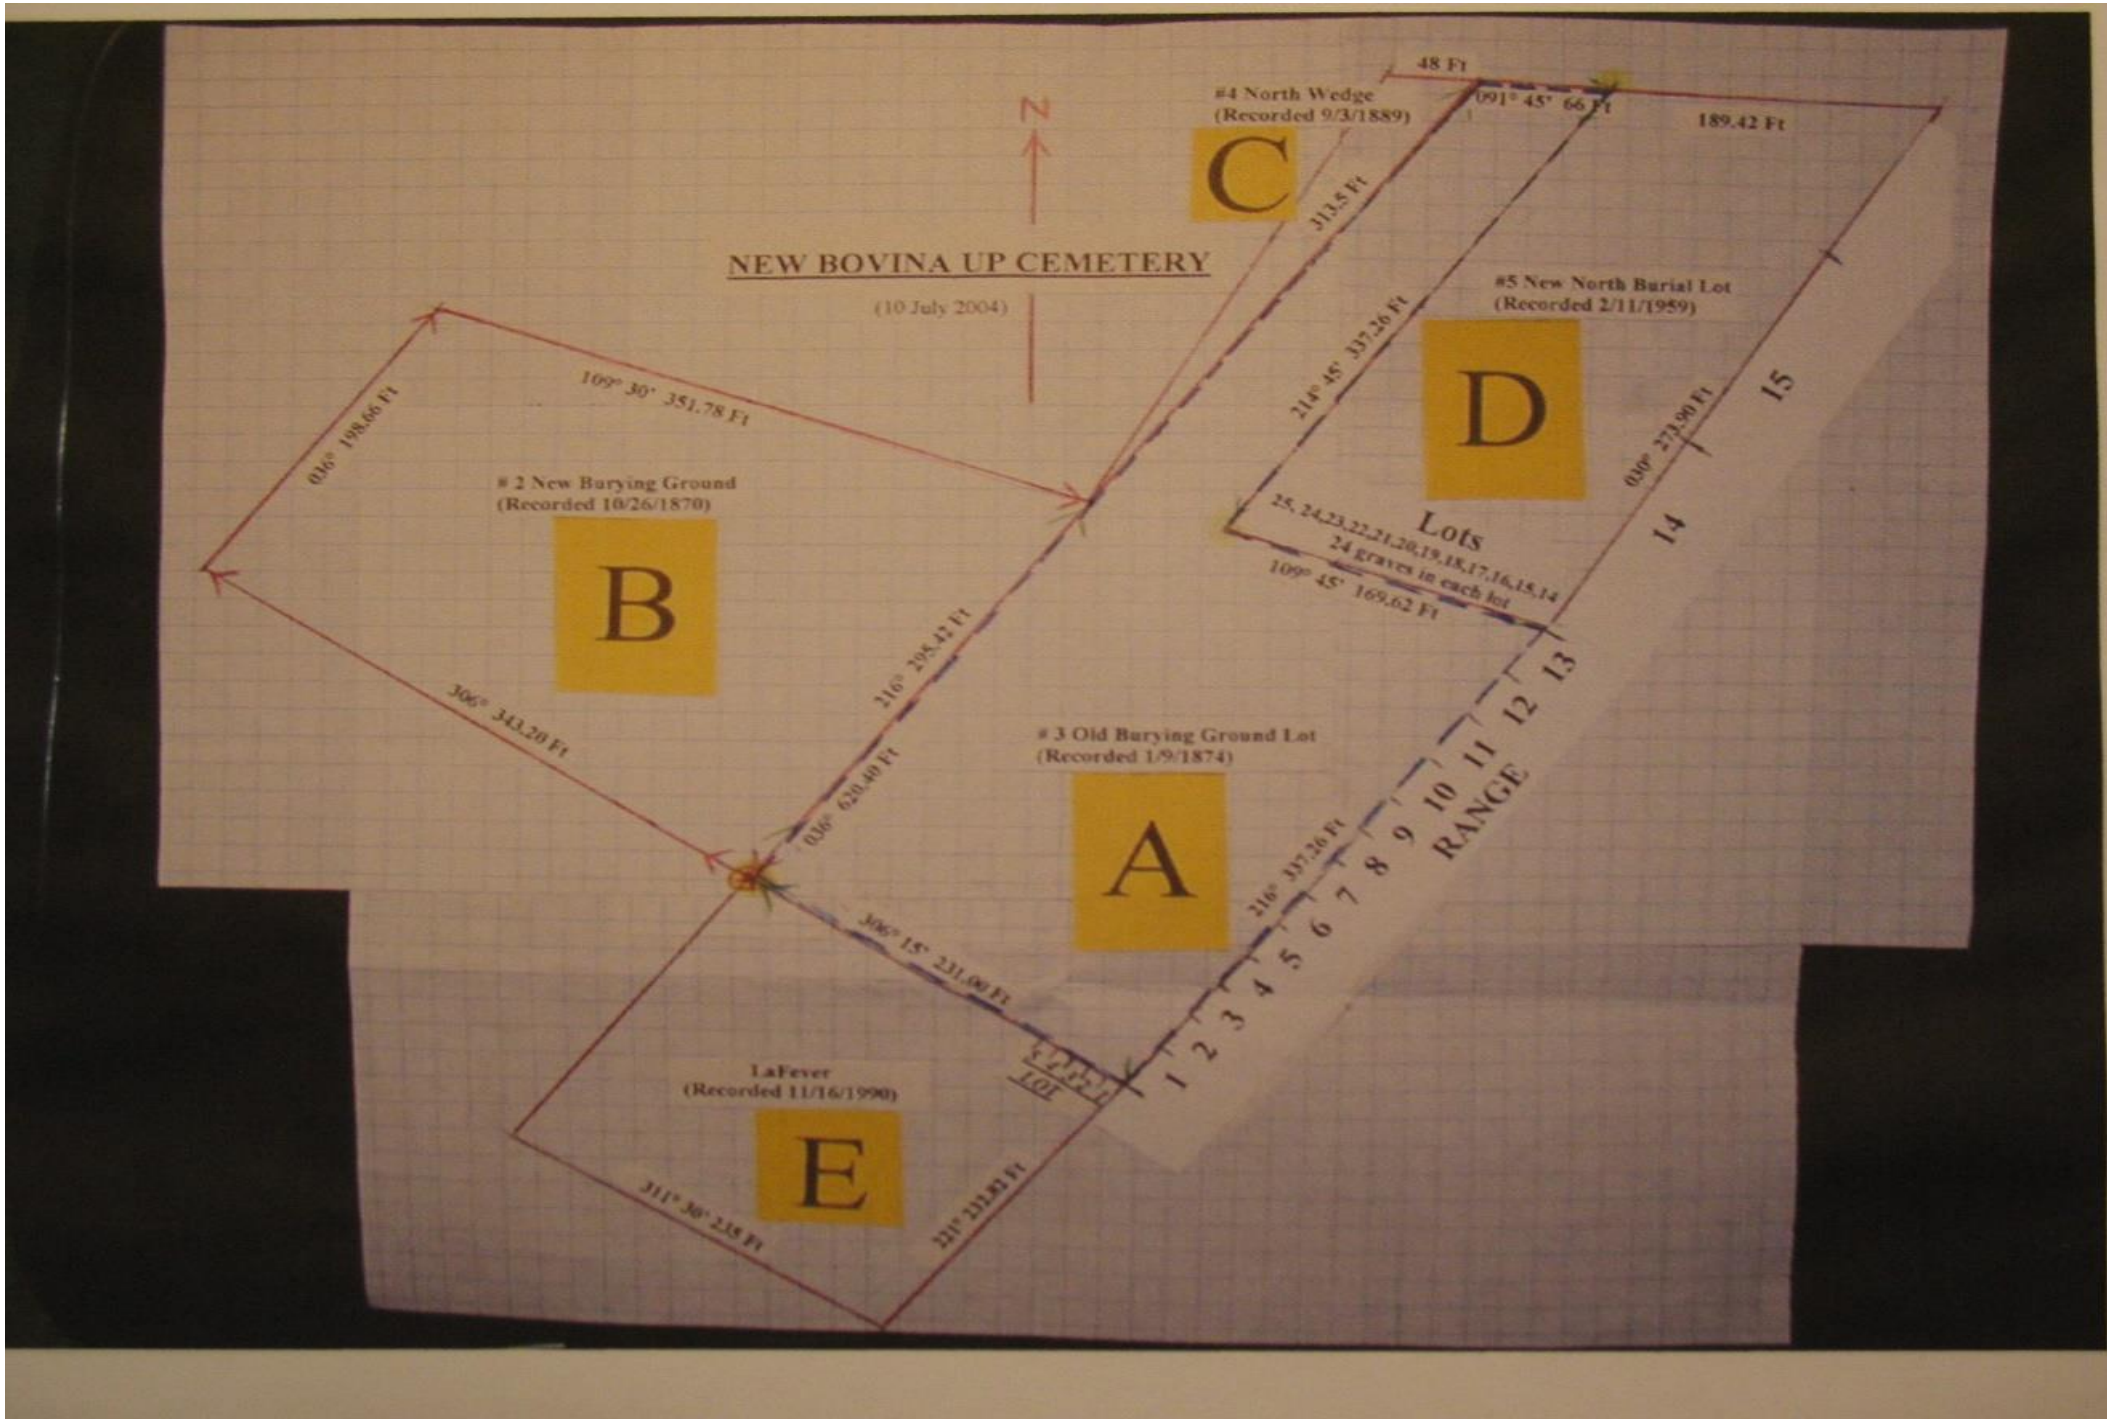 48 Ft
#4 North Wedge
(Recorded 9/3/1889)
091° 45' 66 Ft
189.42 Ft
N
C
313.5 Ft
NEW BOVINA UP CEMETERY
(10 July 2004)
#5 New North Burial Lot
(Recorded 2/11/1959)
214° 45' 337.26 Ft
D
109° 30' 351.78 Ft
036° 198.66 Ft
15
030° 273.90 Ft
# 2 New Burying Ground
(Recorded 10/26/1870)
B
Lots
25, 24,23,22,21,20,19,18,17,16,15,14
24 graves in each lot
109° 45' 169.62 Ft
14
216° 295.42 Ft
306° 343.20 Ft
036° 620.40 Ft
# 3 Old Burying Ground Lot
(Recorded 1/9/1874)
A
216° 337.26 Ft
1 2 3 4 5 6 7 8 9 10 11 12 13
RANGE
306° 15' 231.00 Ft
5 4 3 2 1
LOT
LaFever
(Recorded 11/16/1990)
E
311° 30' 235 Ft
221° 232.82 Ft